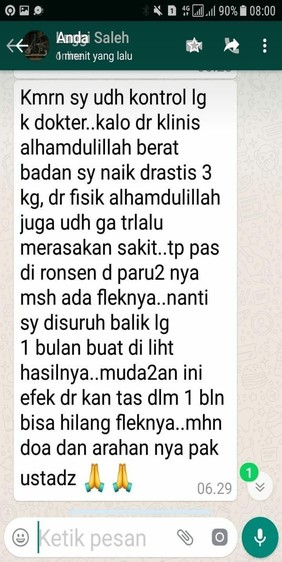 90% 08:00
Anda
1 menit yang lalu
Kmrn sy udh kontrol lg
k dokter..kalo dr klinis
alhamdulillah berat
badan sy naik drastis 3
kg, dr fisik alhamdulillah
juga udh ga trlalu
merasakan sakit..tp pas
di ronsen d paru2 nya
msh ada fleknya..nanti
sy disuruh balik lg
1 bulan buat di liht
hasilnya..muda2an ini
efek dr kan tas dlm 1 bln
bisa hilang fleknya..mhn
doa dan arahan nya pak
ustadz 🙏 🙏
06.29
1
Ketik pesan